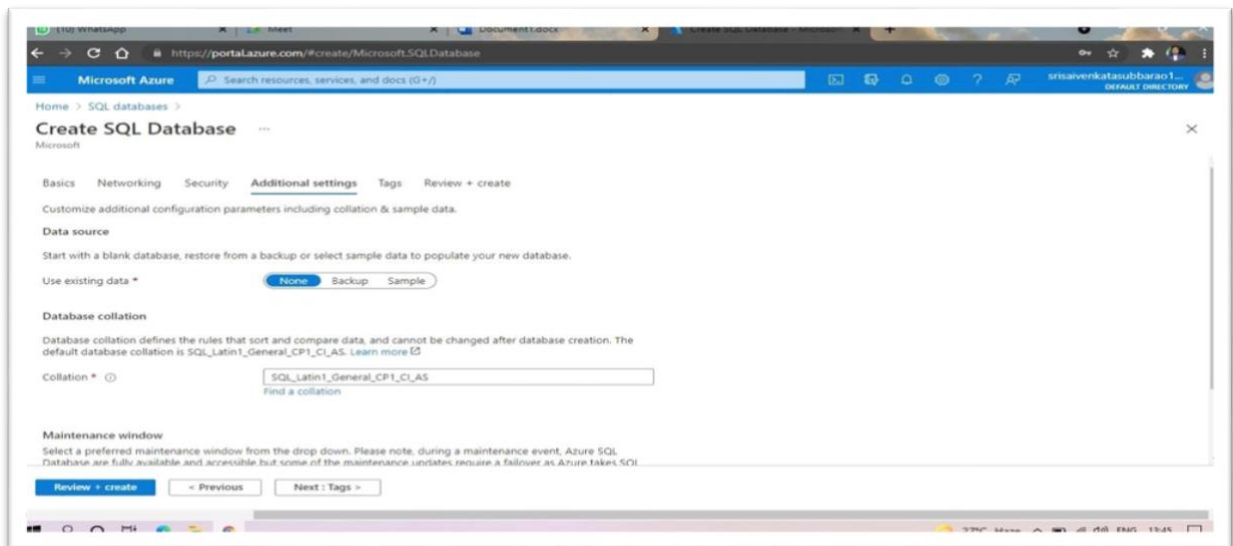 (10) WhatsApp
Meet
Document1.docx
Create SQL Database - Microsoft
https://portal.azure.com/#create/Microsoft.SQLDatabase
Microsoft Azure
Search resources, services, and docs (G+/)
srisaivenkatasubbarao1...
DEFAULT DIRECTORY
Home > SQL databases >
Create SQL Database ...
Microsoft
Basics Networking Security Additional settings Tags Review + create
Customize additional configuration parameters including collation & sample data.
Data source
Start with a blank database, restore from a backup or select sample data to populate your new database.
Use existing data * None Backup Sample
Database collation
Database collation defines the rules that sort and compare data, and cannot be changed after database creation. The
default database collation is SQL_Latin1_General_CP1_CI_AS. Learn more
Collation * SQL_Latin1_General_CP1_CI_AS
Find a collation
Maintenance window
Select a preferred maintenance window from the drop down. Please note, during a maintenance event, Azure SQL
Database are fully available and accessible but some of the maintenance updates require a failover as Azure takes SQL
Review + create < Previous Next : Tags >
27°C Haze ENG 13:45